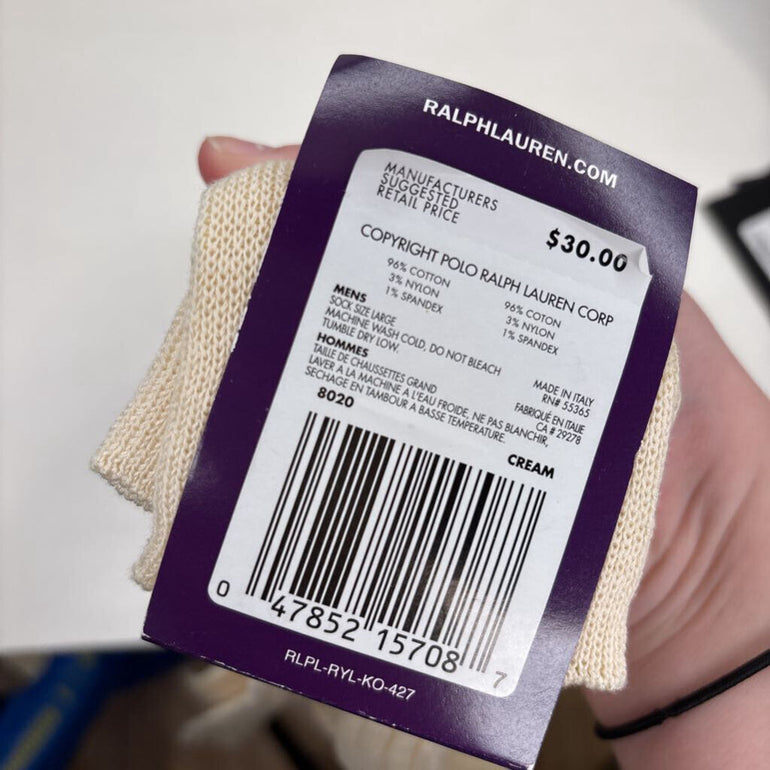 RALPHLAUREN.COM
MANUFACTURERS
SUGGESTED
RETAIL PRICE
$30.00
COPYRIGHT POLO RALPH LAUREN CORP
96% COTTON
3% NYLON
1% SPANDEX
96% COTON
3% NYLON
1% SPANDEX
MENS
SOCK SIZE LARGE
MACHINE WASH COLD, DO NOT BLEACH
TUMBLE DRY LOW.
MADE IN ITALY
RN# 55365
HOMMES
TAILLE DE CHAUSSETTES GRAND
LAVER A LA MACHINE A L'EAU FROIDE, NE PAS BLANCHIR,
SECHAGE EN TAMBOUR A BASSE TEMPERATURE.
FABRIQUÉ EN ITALIE
CA # 29278
8020
CREAM
0 47852 15708 7
RLPL-RYL-KO-427